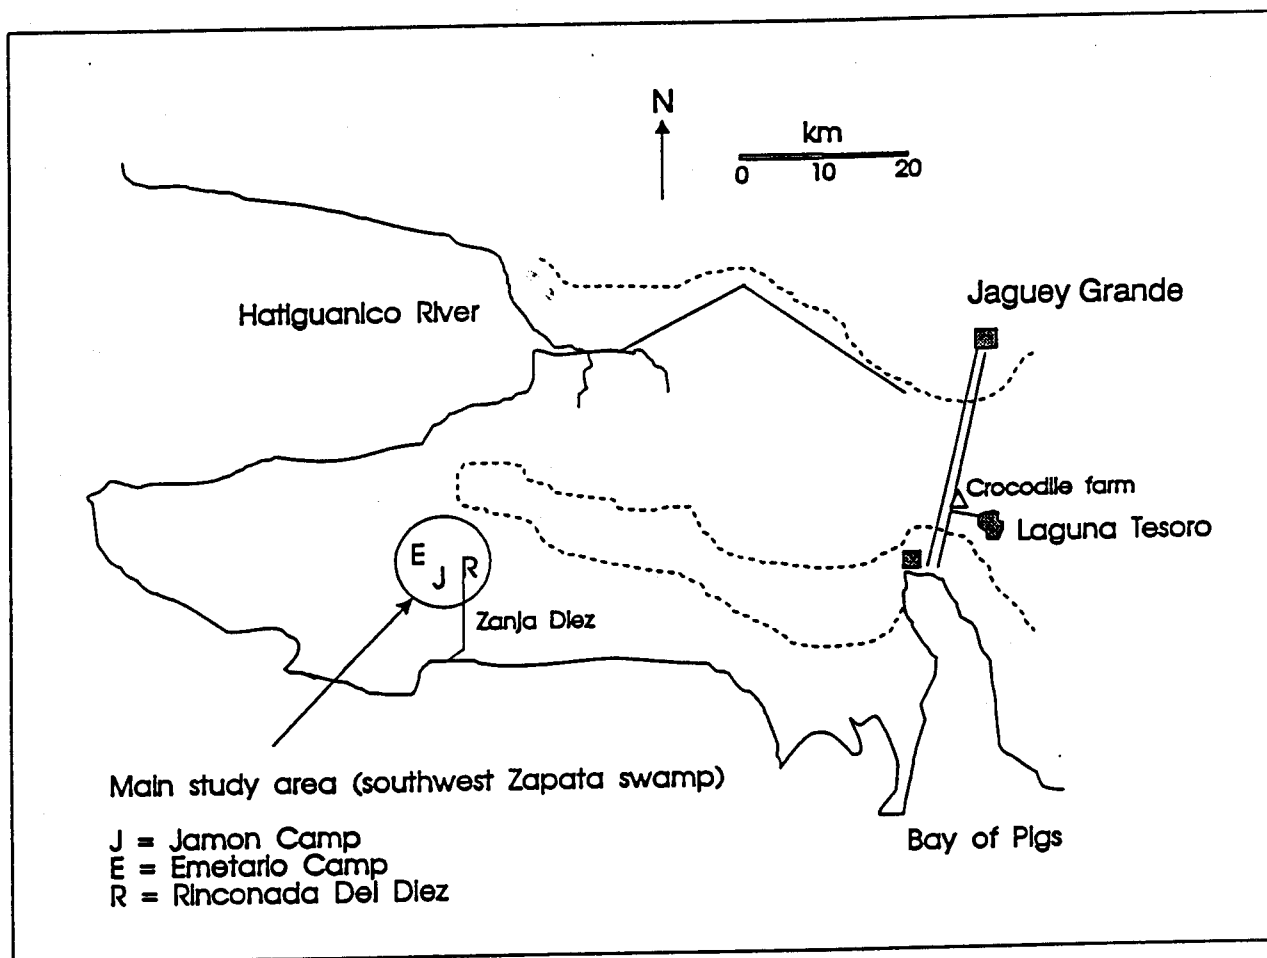 N
km
0 10 20
Jaguey Grande
Hatiguanico River
Crocodile farm
Laguna Tesoro
E
J
R
Zanja Diez
Main study area (southwest Zapata swamp)
J = Jamon Camp
E = Emetario Camp
R = Rinconada Del Diez
Bay of Pigs